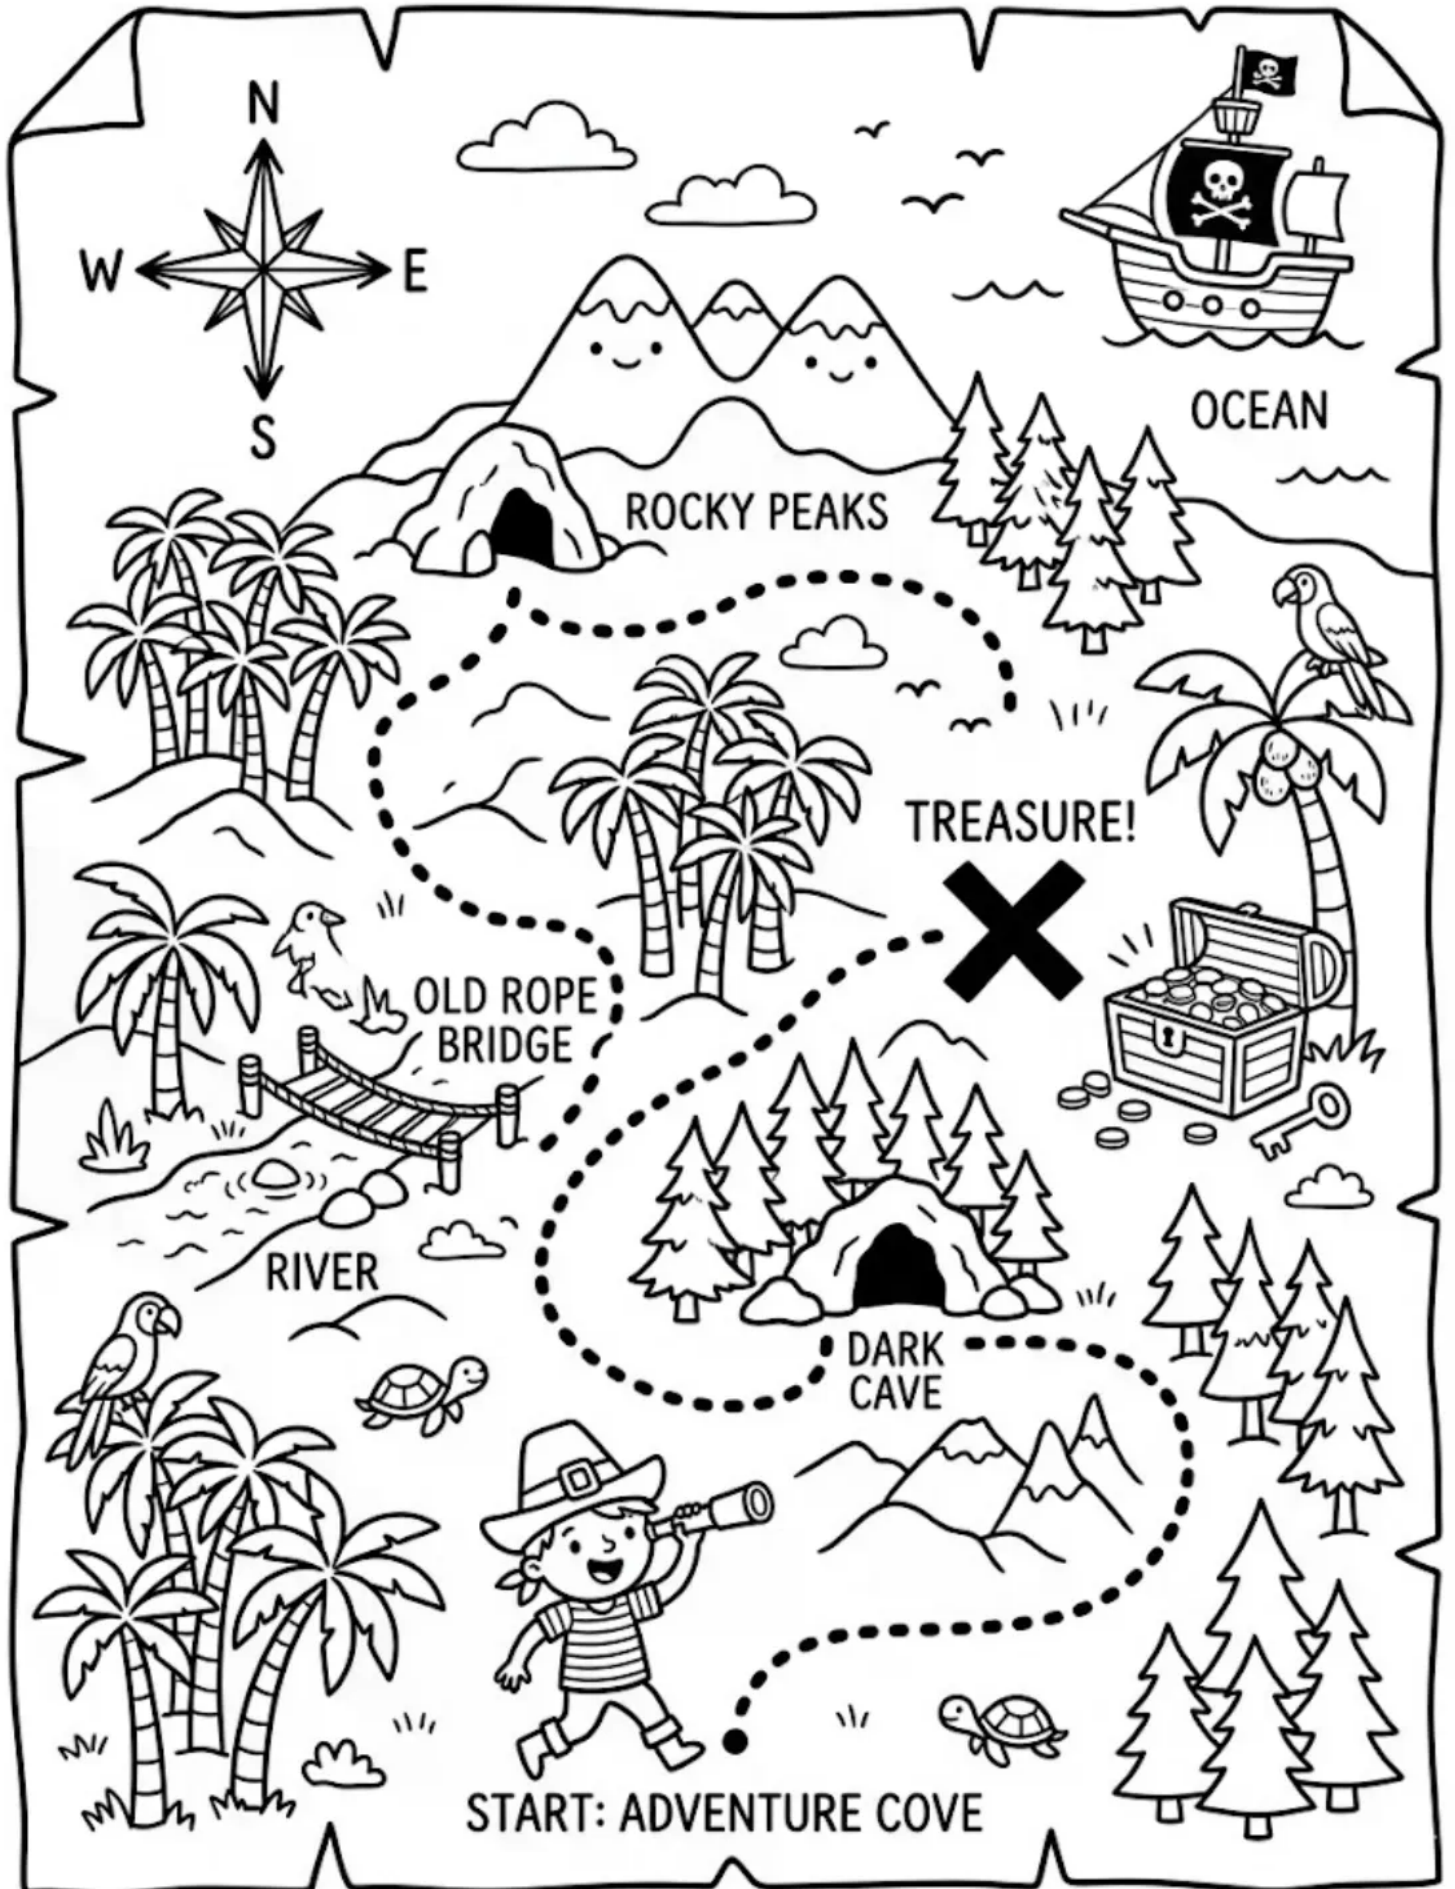 N
W
E
S
OCEAN
ROCKY PEAKS
TREASURE!
OLD ROPE
BRIDGE
RIVER
DARK
CAVE
START: ADVENTURE COVE